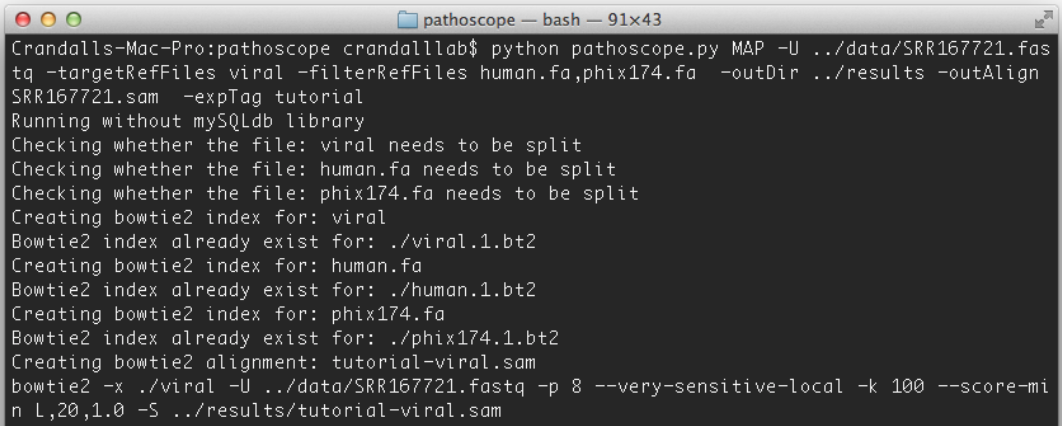 pathoscope — bash — 91×43
Crandalls-Mac-Pro:pathoscope crandalllab$ python pathoscope.py MAP -U ../data/SRR167721.fas
tq -targetRefFiles viral -filterRefFiles human.fa,phix174.fa  -outDir ../results -outAlign
SRR167721.sam  -expTag tutorial
Running without mySQLdb library
Checking whether the file: viral needs to be split
Checking whether the file: human.fa needs to be split
Checking whether the file: phix174.fa needs to be split
Creating bowtie2 index for: viral
Bowtie2 index already exist for: ./viral.1.bt2
Creating bowtie2 index for: human.fa
Bowtie2 index already exist for: ./human.1.bt2
Creating bowtie2 index for: phix174.fa
Bowtie2 index already exist for: ./phix174.1.bt2
Creating bowtie2 alignment: tutorial-viral.sam
bowtie2 -x ./viral -U ../data/SRR167721.fastq -p 8 --very-sensitive-local -k 100 --score-mi
n L,20,1.0 -S ../results/tutorial-viral.sam